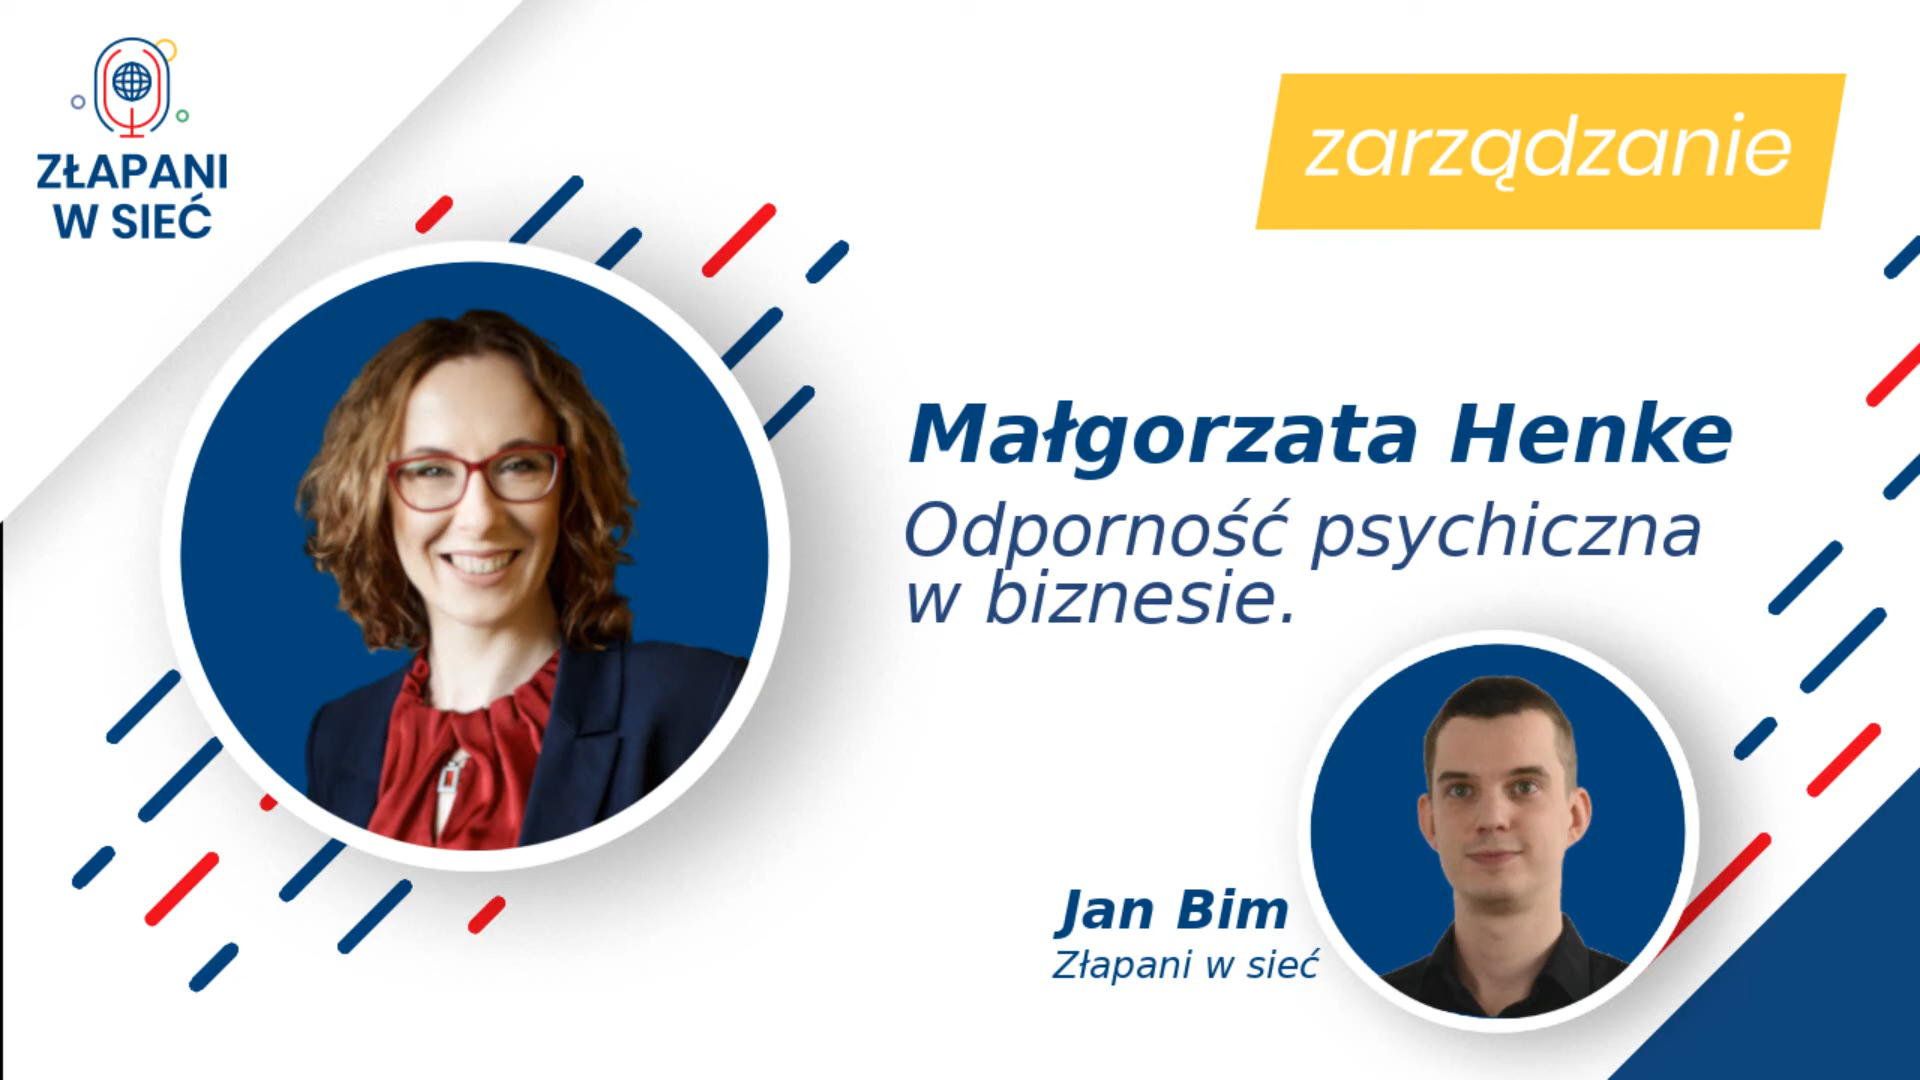 ZŁAPANI
W SIEĆ
zarządzanie
Małgorzata Henke
Odporność psychiczna
w biznesie.
Jan Bim
Złapani w sieć